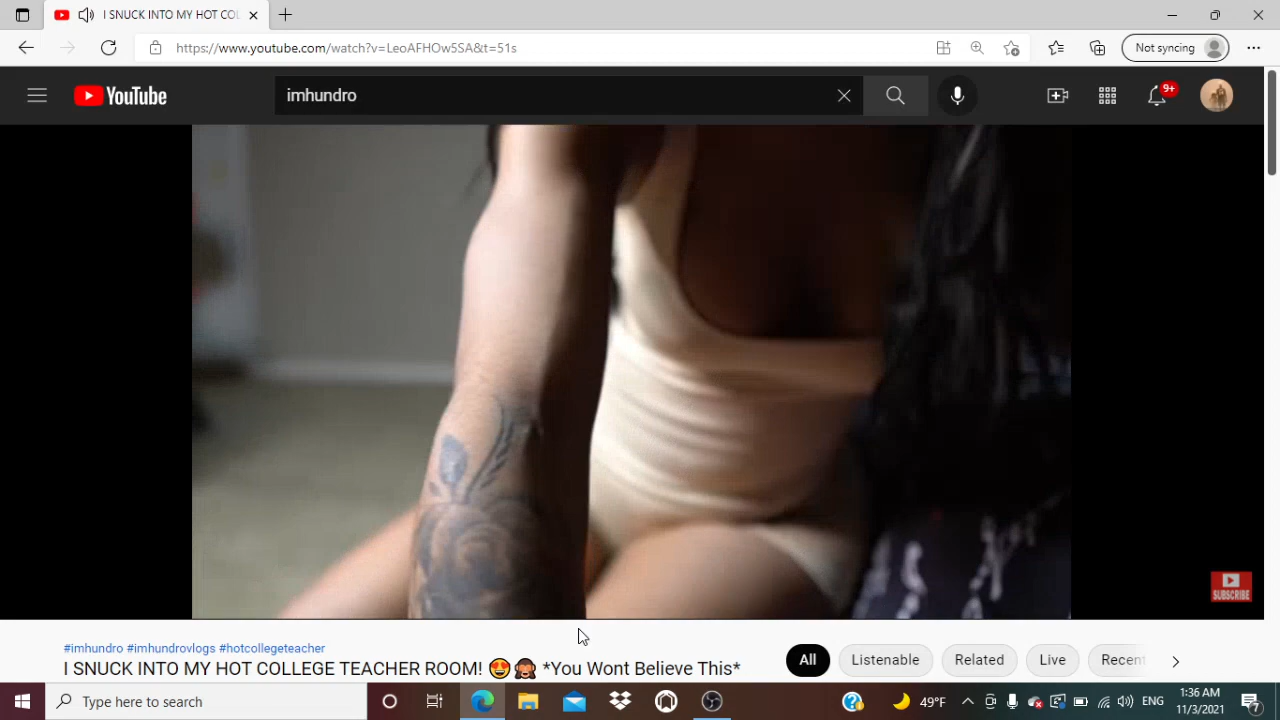 I SNUCK INTO MY HOT COL
https://www.youtube.com/watch?v=LeoAFHOw5SA&t=51s
Not syncing
YouTube
imhundro
9+
SUBSCRIBE
#imhundro #imhundrovlogs #hotcollegeteacher
I SNUCK INTO MY HOT COLLEGE TEACHER ROOM! 😍🙈 *You Wont Believe This*
All
Listenable
Related
Live
Recent
Type here to search
49°F
ENG
1:36 AM
11/3/2021
7